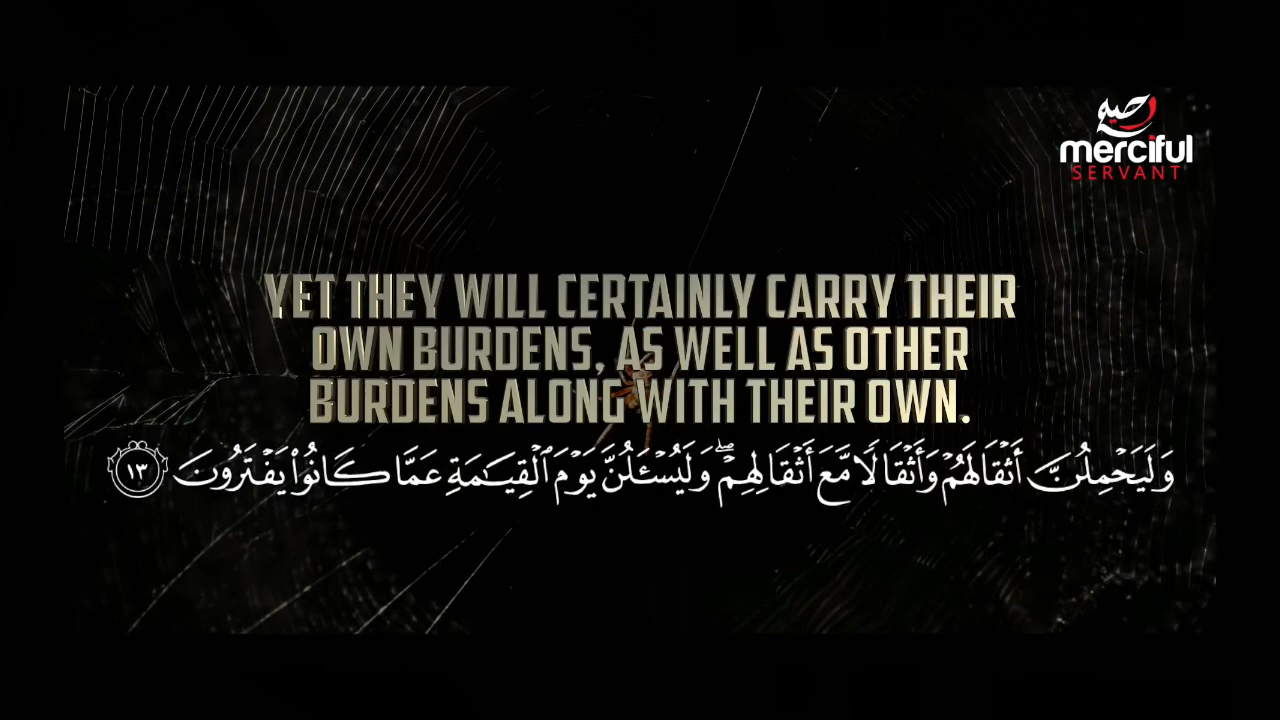 رحيم
merciful
SERVANT
YET THEY WILL CERTAINLY CARRY THEIR
OWN BURDENS, AS WELL AS OTHER
BURDENS ALONG WITH THEIR OWN.
وَلَيَحۡمِلُنَّ أَثۡقَالَهُمۡ وَأَثۡقَالٗا مَّعَ أَثۡقَالِهِمۡۖ وَلَيُسۡـَٔلُنَّ يَوۡمَ ٱلۡقِيَٰمَةِ عَمَّا كَانُواْ يَفۡتَرُونَ ١٣